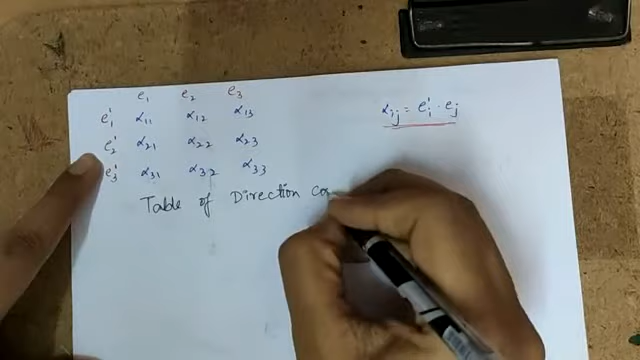 e₁ e₂ e₃
e₁' α₁₁ α₁₂ α₁₃
αᵢⱼ = eᵢ' · eⱼ
e₂' α₂₁ α₂₂ α₂₃
e₃' α₃₁ α₃₂ α₃₃
Table of Direction cos